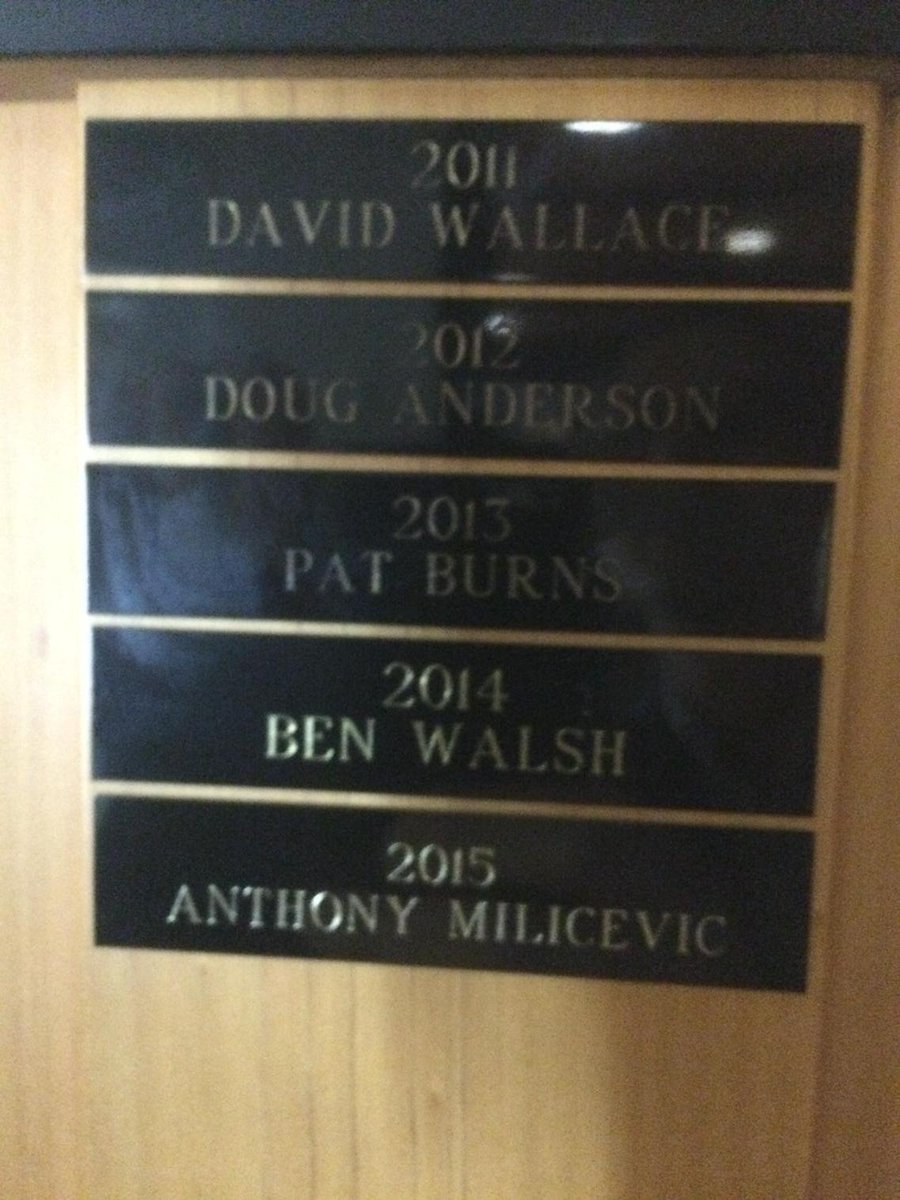 2011
DAVID WALLACE
2012
DOUG ANDERSON
2013
PAT BURNS
2014
BEN WALSH
2015
ANTHONY MILICEVIC